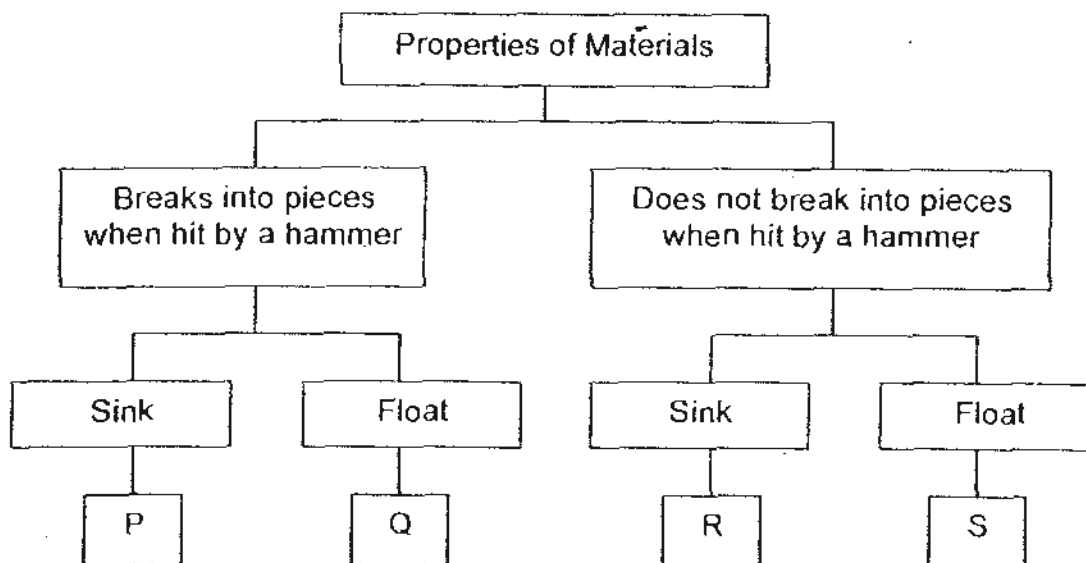 Properties of Materials
Breaks into pieces
when hit by a hammer
Does not break into pieces
when hit by a hammer
Sink
Float
Sink
Float
P
Q
R
S